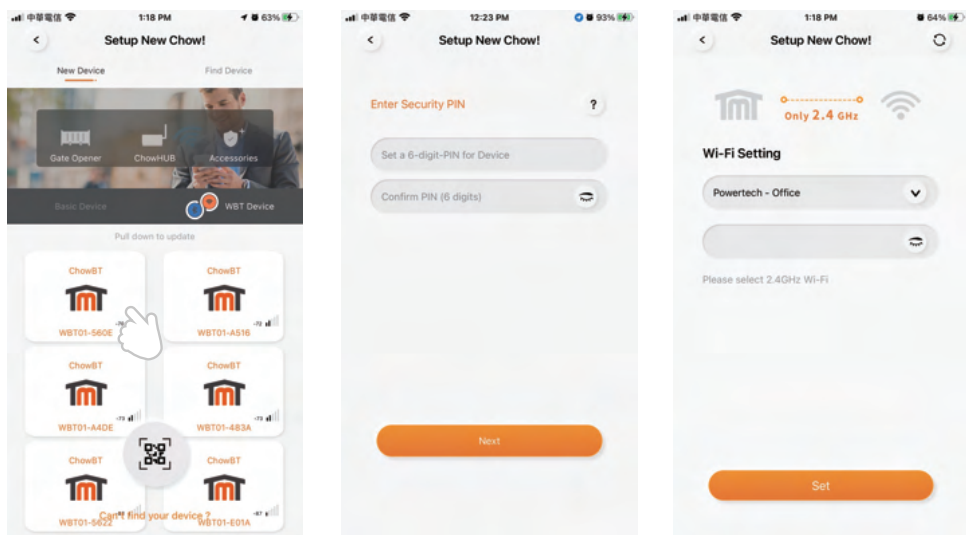 中華電信
1:18 PM
63%
Setup New Chow!
New Device
Find Device
Gate Opener
ChowHUB
Accessories
Basic Device
WBT Device
Pull down to update
ChowBT
WBT01-560E
ChowBT
-72
WBT01-A516
ChowBT
-73
WBT01-A4DE
ChowBT
-73
WBT01-483A
ChowBT
WBT01-5622
ChowBT
-87
WBT01-E01A
Can't find your device ?
中華電信
12:23 PM
93%
Setup New Chow!
Enter Security PIN
?
Set a 6-digit-PIN for Device
Confirm PIN (6 digits)
Next
中華電信
1:18 PM
64%
Setup New Chow!
Only 2.4 GHz
Wi-Fi Setting
Powertech - Office
Please select 2.4GHz Wi-Fi
Set